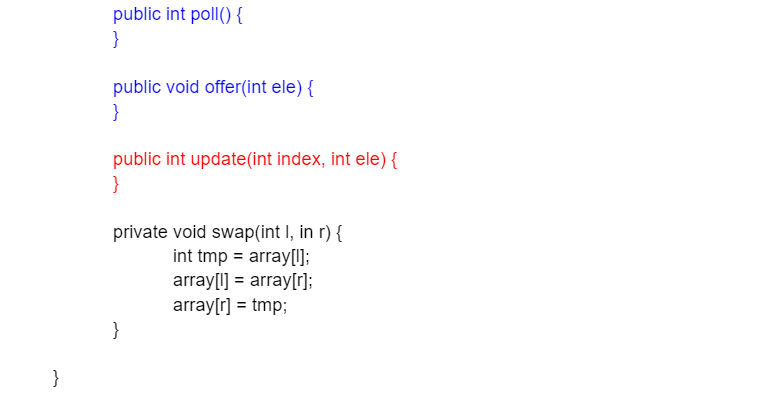 public int poll() {
}
public void offer(int ele) {
}
public int update(int index, int ele) {
}
private void swap(int l, in r) {
int tmp = array[l];
array[l] = array[r];
array[r] = tmp;
}
}